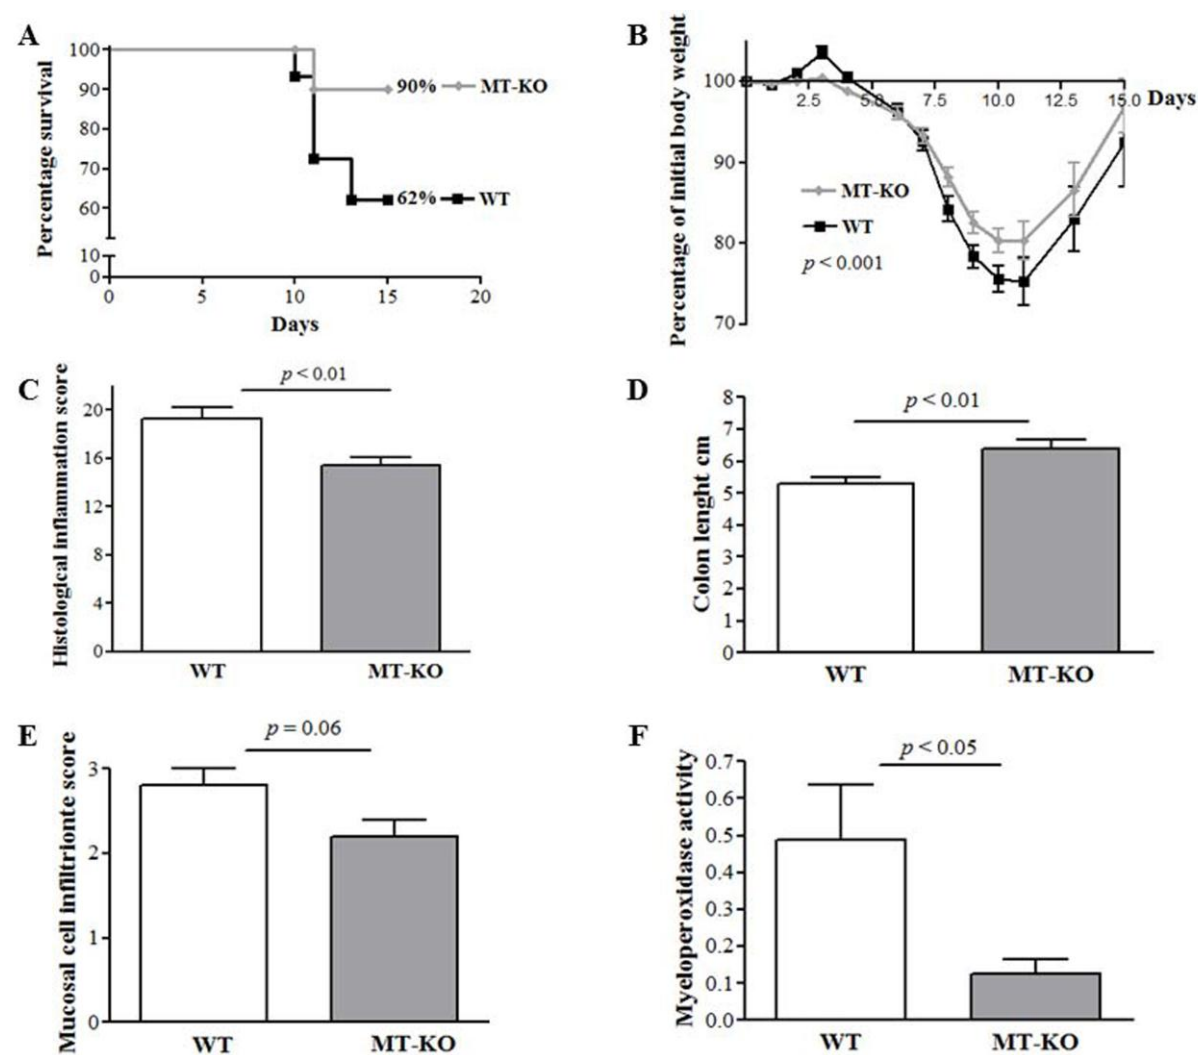 A
Percentage survival
100
90
80
70
60
10
0
0 5 10 15 20
Days
90% MT-KO
62% WT
B
Percentage of initial body weight
100
90
80
70
2.5 5.0 7.5 10.0 12.5 15.0 Days
MT-KO
WT
p < 0.001
C
Histological inflammation score
20
16
12
8
4
0
p < 0.01
WT MT-KO
D
Colon lenght cm
8
7
6
5
4
3
2
1
0
p < 0.01
WT MT-KO
E
Mucosal cell infiltrionte score
3
2
1
0
p = 0.06
WT MT-KO
F
Myeloperoxidase activity
0.7
0.6
0.5
0.4
0.3
0.2
0.1
0.0
p < 0.05
WT MT-KO